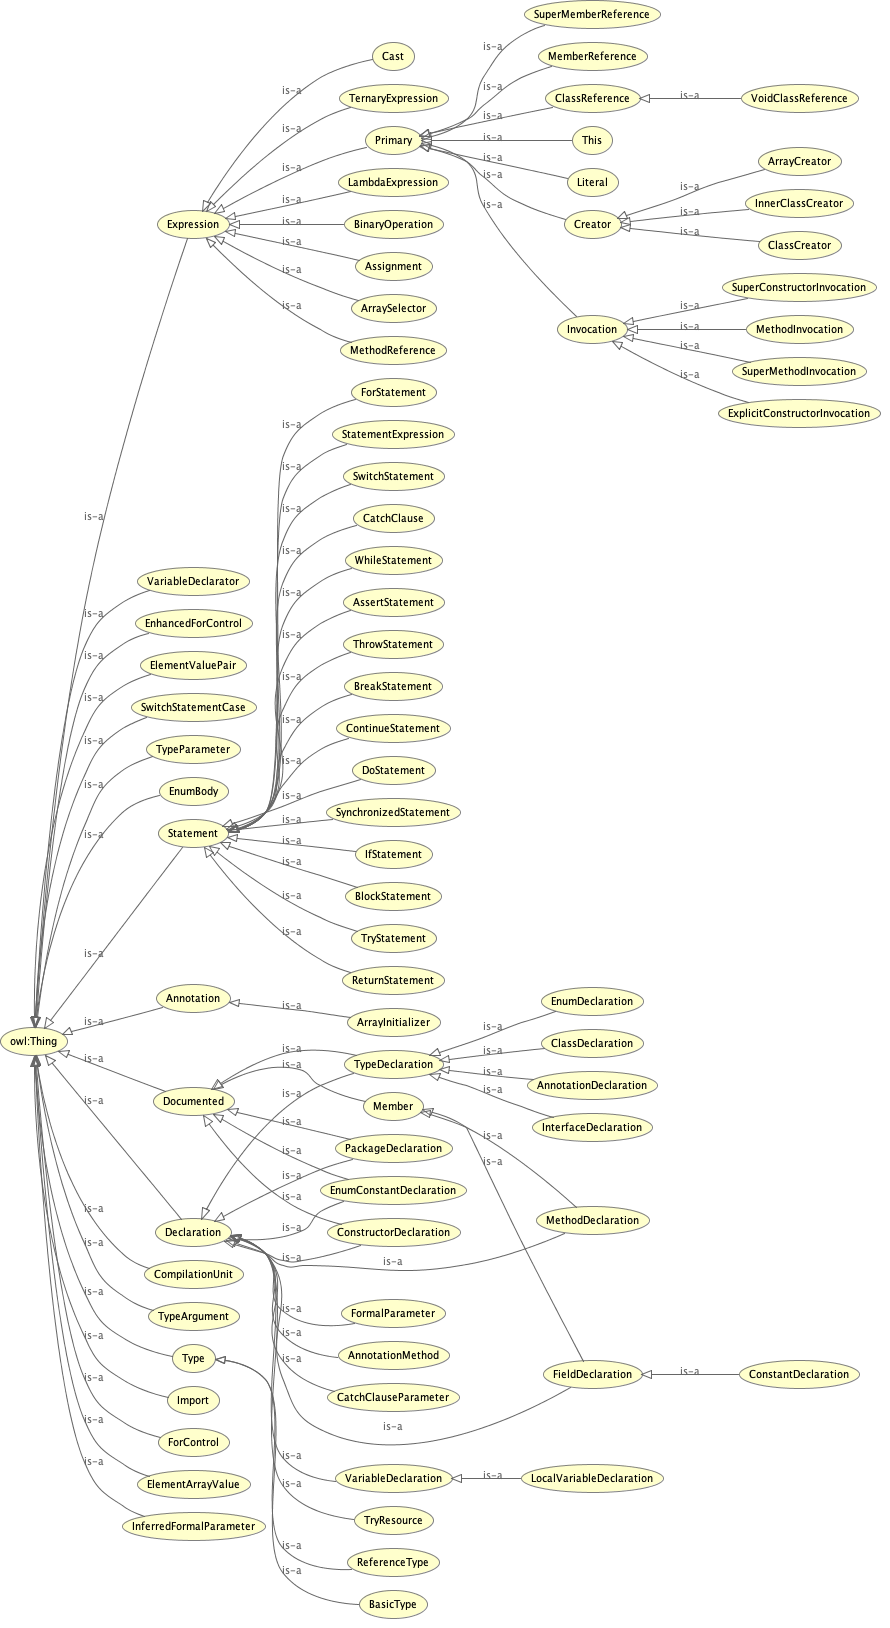 SuperMemberReference
is-a
Cast
MemberReference
is-a
is-a
TernaryExpression
ClassReference
is-a
VoidClassReference
is-a
is-a
Primary
is-a
This
is-a
is-a
ArrayCreator
is-a
LambdaExpression
Literal
is-a
is-a
is-a
InnerClassCreator
is-a
is-a
Expression
is-a
BinaryOperation
Creator
is-a
ClassCreator
is-a
Assignment
is-a
SuperConstructorInvocation
is-a
ArraySelector
is-a
Invocation
is-a
MethodInvocation
is-a
MethodReference
is-a
SuperMethodInvocation
is-a
ForStatement
ExplicitConstructorInvocation
is-a
StatementExpression
is-a
SwitchStatement
is-a
is-a
CatchClause
is-a
WhileStatement
VariableDeclarator
is-a
AssertStatement
is-a
EnhancedForControl
is-a
ThrowStatement
is-a
ElementValuePair
is-a
BreakStatement
is-a
SwitchStatementCase
is-a
ContinueStatement
is-a
TypeParameter
is-a
DoStatement
is-a
EnumBody
is-a
SynchronizedStatement
is-a
is-a
Statement
is-a
IfStatement
is-a
BlockStatement
is-a
TryStatement
is-a
ReturnStatement
Annotation
is-a
EnumDeclaration
is-a
ArrayInitializer
is-a
owl:Thing
ClassDeclaration
is-a
is-a
is-a
TypeDeclaration
is-a
is-a
AnnotationDeclaration
is-a
is-a
Documented
Member
is-a
InterfaceDeclaration
is-a
PackageDeclaration
is-a
is-a
is-a
EnumConstantDeclaration
is-a
MethodDeclaration
is-a
Declaration
ConstructorDeclaration
is-a
is-a
is-a
CompilationUnit
is-a
is-a
FormalParameter
TypeArgument
is-a
is-a
AnnotationMethod
Type
is-a
is-a
FieldDeclaration
is-a
ConstantDeclaration
Import
CatchClauseParameter
is-a
is-a
ForControl
is-a
is-a
VariableDeclaration
is-a
LocalVariableDeclaration
ElementArrayValue
is-a
TryResource
InferredFormalParameter
ReferenceType
is-a
BasicType